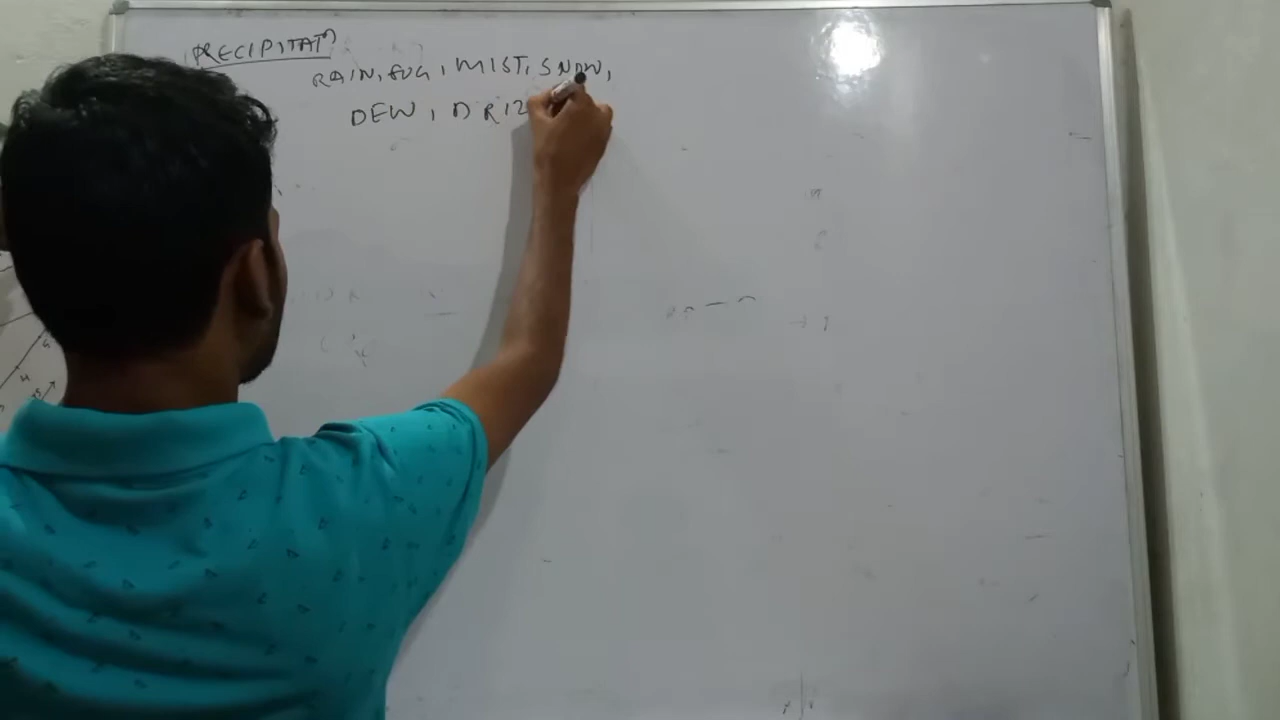 PRECIPITATn
RAIN, FOG, MIST, SNOW,
DEW, DRIZ